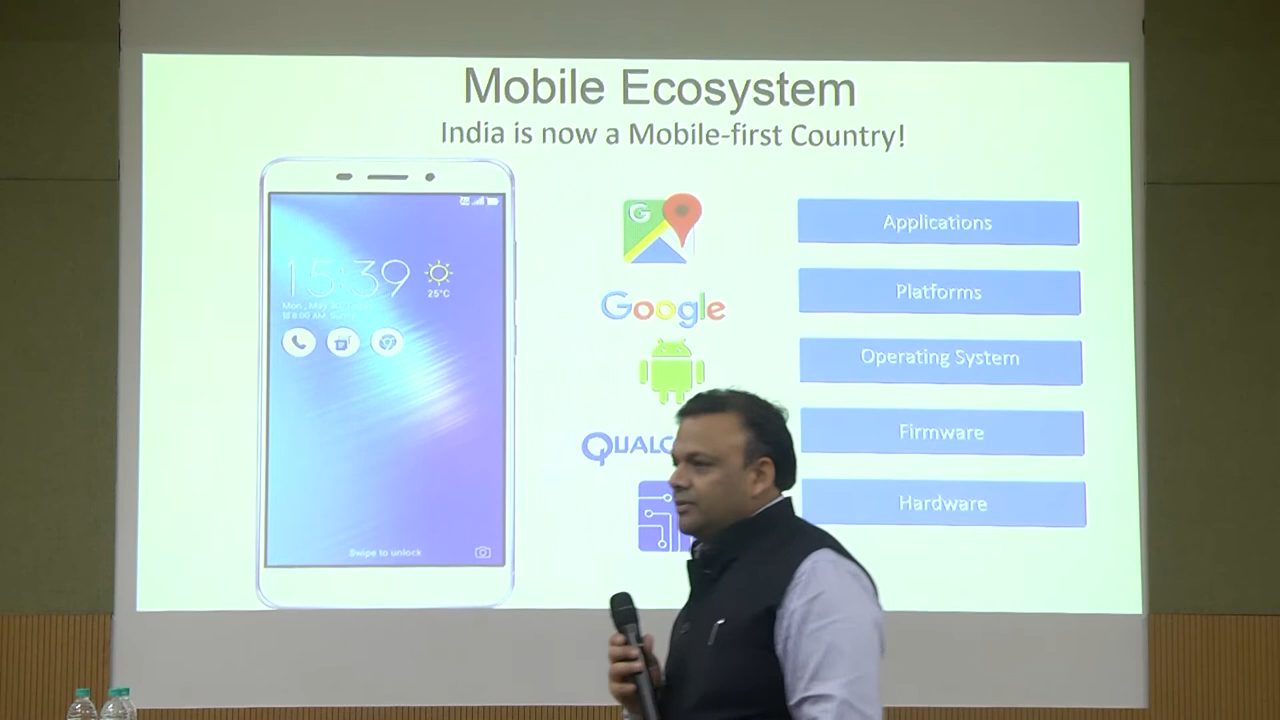 Mobile Ecosystem
India is now a Mobile-first Country!
15:39
25°C
Swipe to unlock
G
Google
QUALC
Applications
Platforms
Operating System
Firmware
Hardware